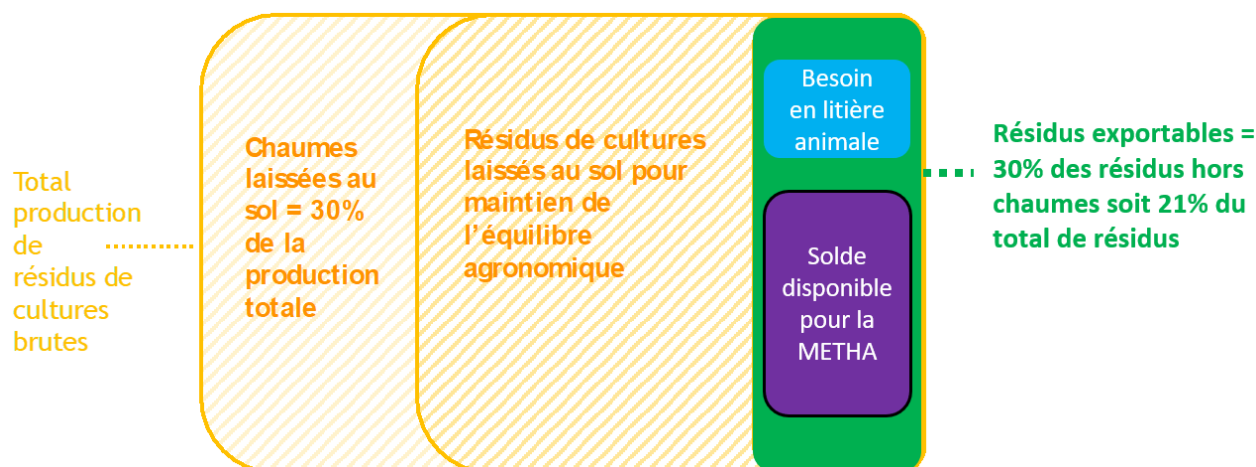 Total
production
de
résidus de
cultures
brutes
Chaumes
laissées au
sol = 30%
de la
production
totale
Résidus de cultures
laissés au sol pour
maintien de
l'équilibre
agronomique
Besoin
en litière
animale
Solde
disponible
pour la
METHA
Résidus exportables =
30% des résidus hors
chaumes soit 21% du
total de résidus